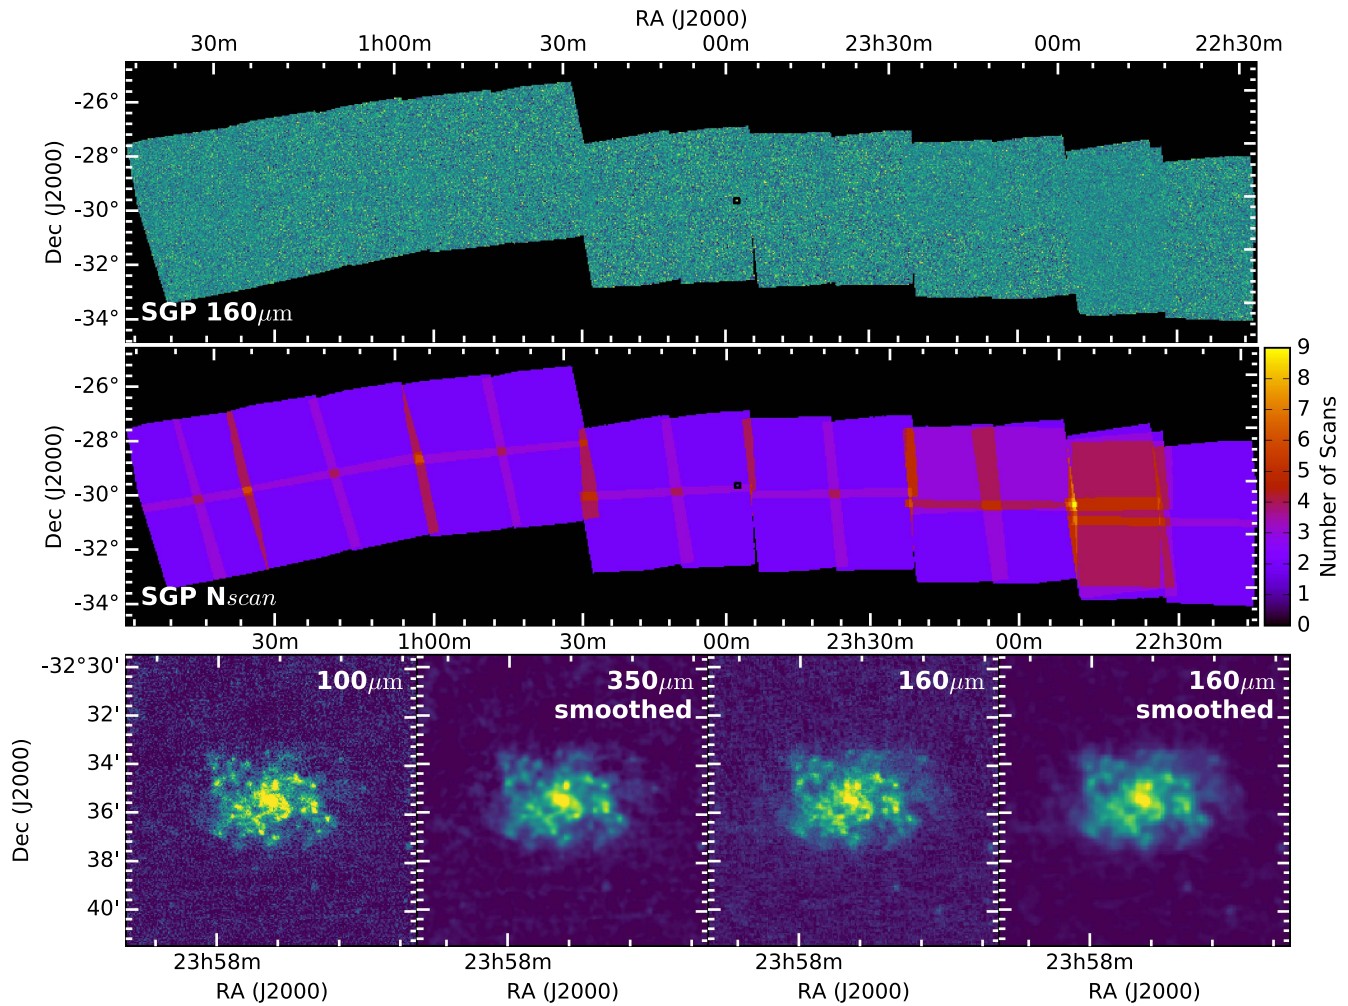 RA (J2000)
30m 1h00m 30m 00m 23h30m 00m 22h30m
Dec (J2000)
-26°
-28°
-30°
-32°
-34°
SGP 160μm
Dec (J2000)
-26°
-28°
-30°
-32°
-34°
SGP Nscan
9
8
7
6
5
4
3
2
1
0
Number of Scans
30m 1h00m 30m 00m 23h30m 00m 22h30m
Dec (J2000)
-32°30'
32'
34'
36'
38'
40'
100μm
350μm
smoothed
160μm
160μm
smoothed
23h58m 23h58m 23h58m 23h58m
RA (J2000) RA (J2000) RA (J2000) RA (J2000)